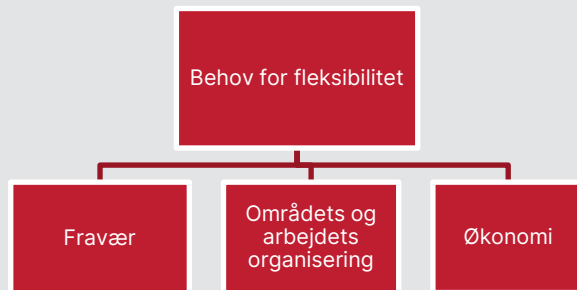 Behov for fleksibilitet
Fravær
Områdets og
arbejdets
organisering
Økonomi